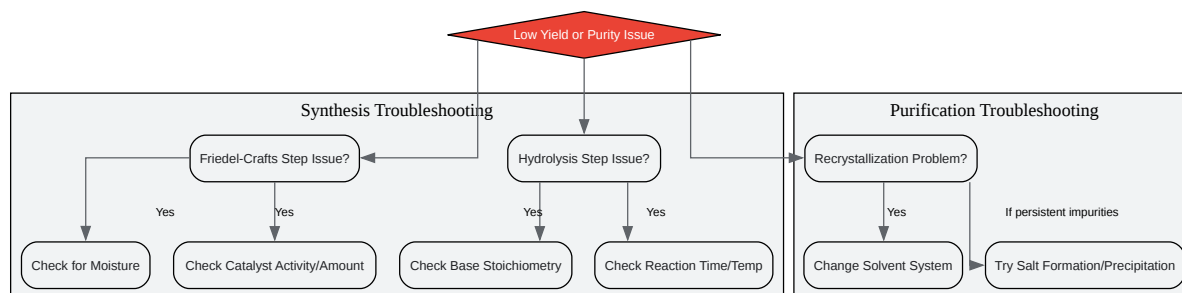 Low Yield or Purity Issue
Synthesis Troubleshooting
Purification Troubleshooting
Friedel-Crafts Step Issue?
Hydrolysis Step Issue?
Recrystallization Problem?
Yes
Yes
Yes
Yes
Yes
If persistent impurities
Check for Moisture
Check Catalyst Activity/Amount
Check Base Stoichiometry
Check Reaction Time/Temp
Change Solvent System
Try Salt Formation/Precipitation